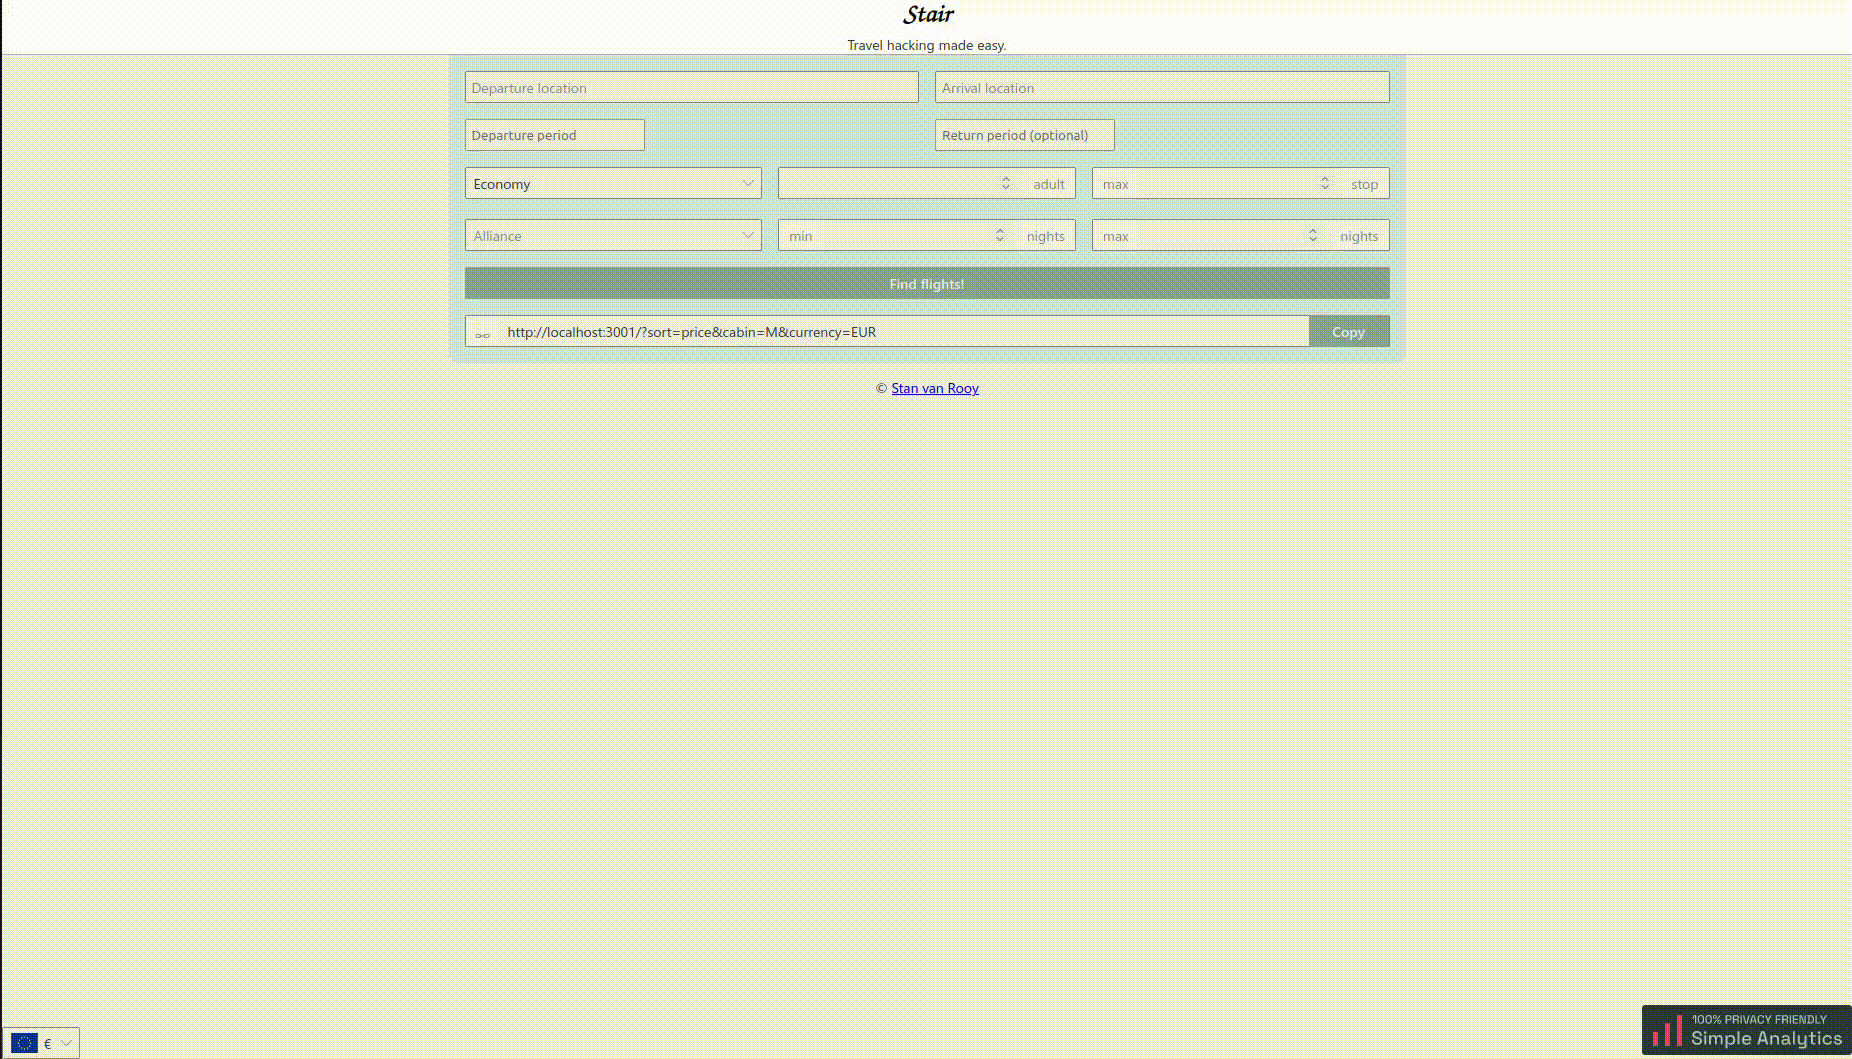 Stair
Travel hacking made easy.
Departure location
Arrival location
Departure period
Return period (optional)
Economy
adult
max
stop
Alliance
min
nights
max
nights
Find flights!
http://localhost:3001/?sort=price&cabin=M&currency=EUR
Copy
© Stan van Rooy
€
100% PRIVACY FRIENDLY
Simple Analytics